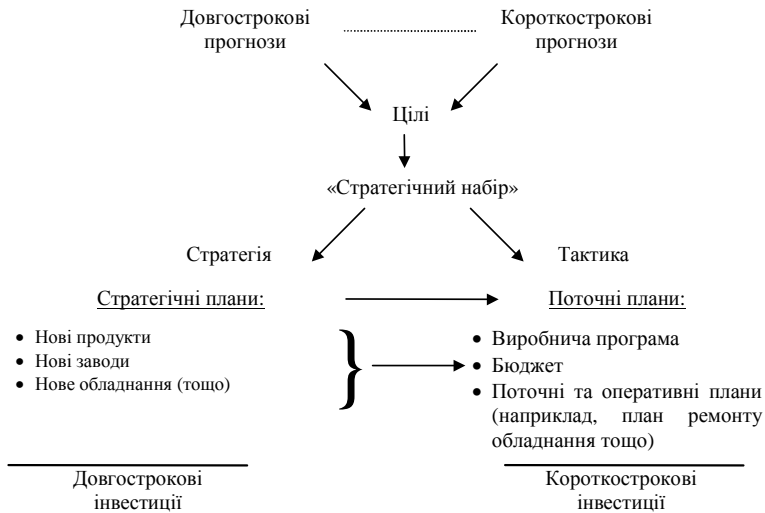 Довгострокові
прогнози
Короткострокові
прогнози
Цілі
«Стратегічний набір»
Стратегія
Тактика
Стратегічні плани:
Поточні плани:
• Нові продукти
• Нові заводи
• Нове обладнання (тощо)
• Виробнича програма
• Бюджет
• Поточні та оперативні плани
(наприклад, план ремонту
обладнання тощо)
Довгострокові
інвестиції
Короткострокові
інвестиції